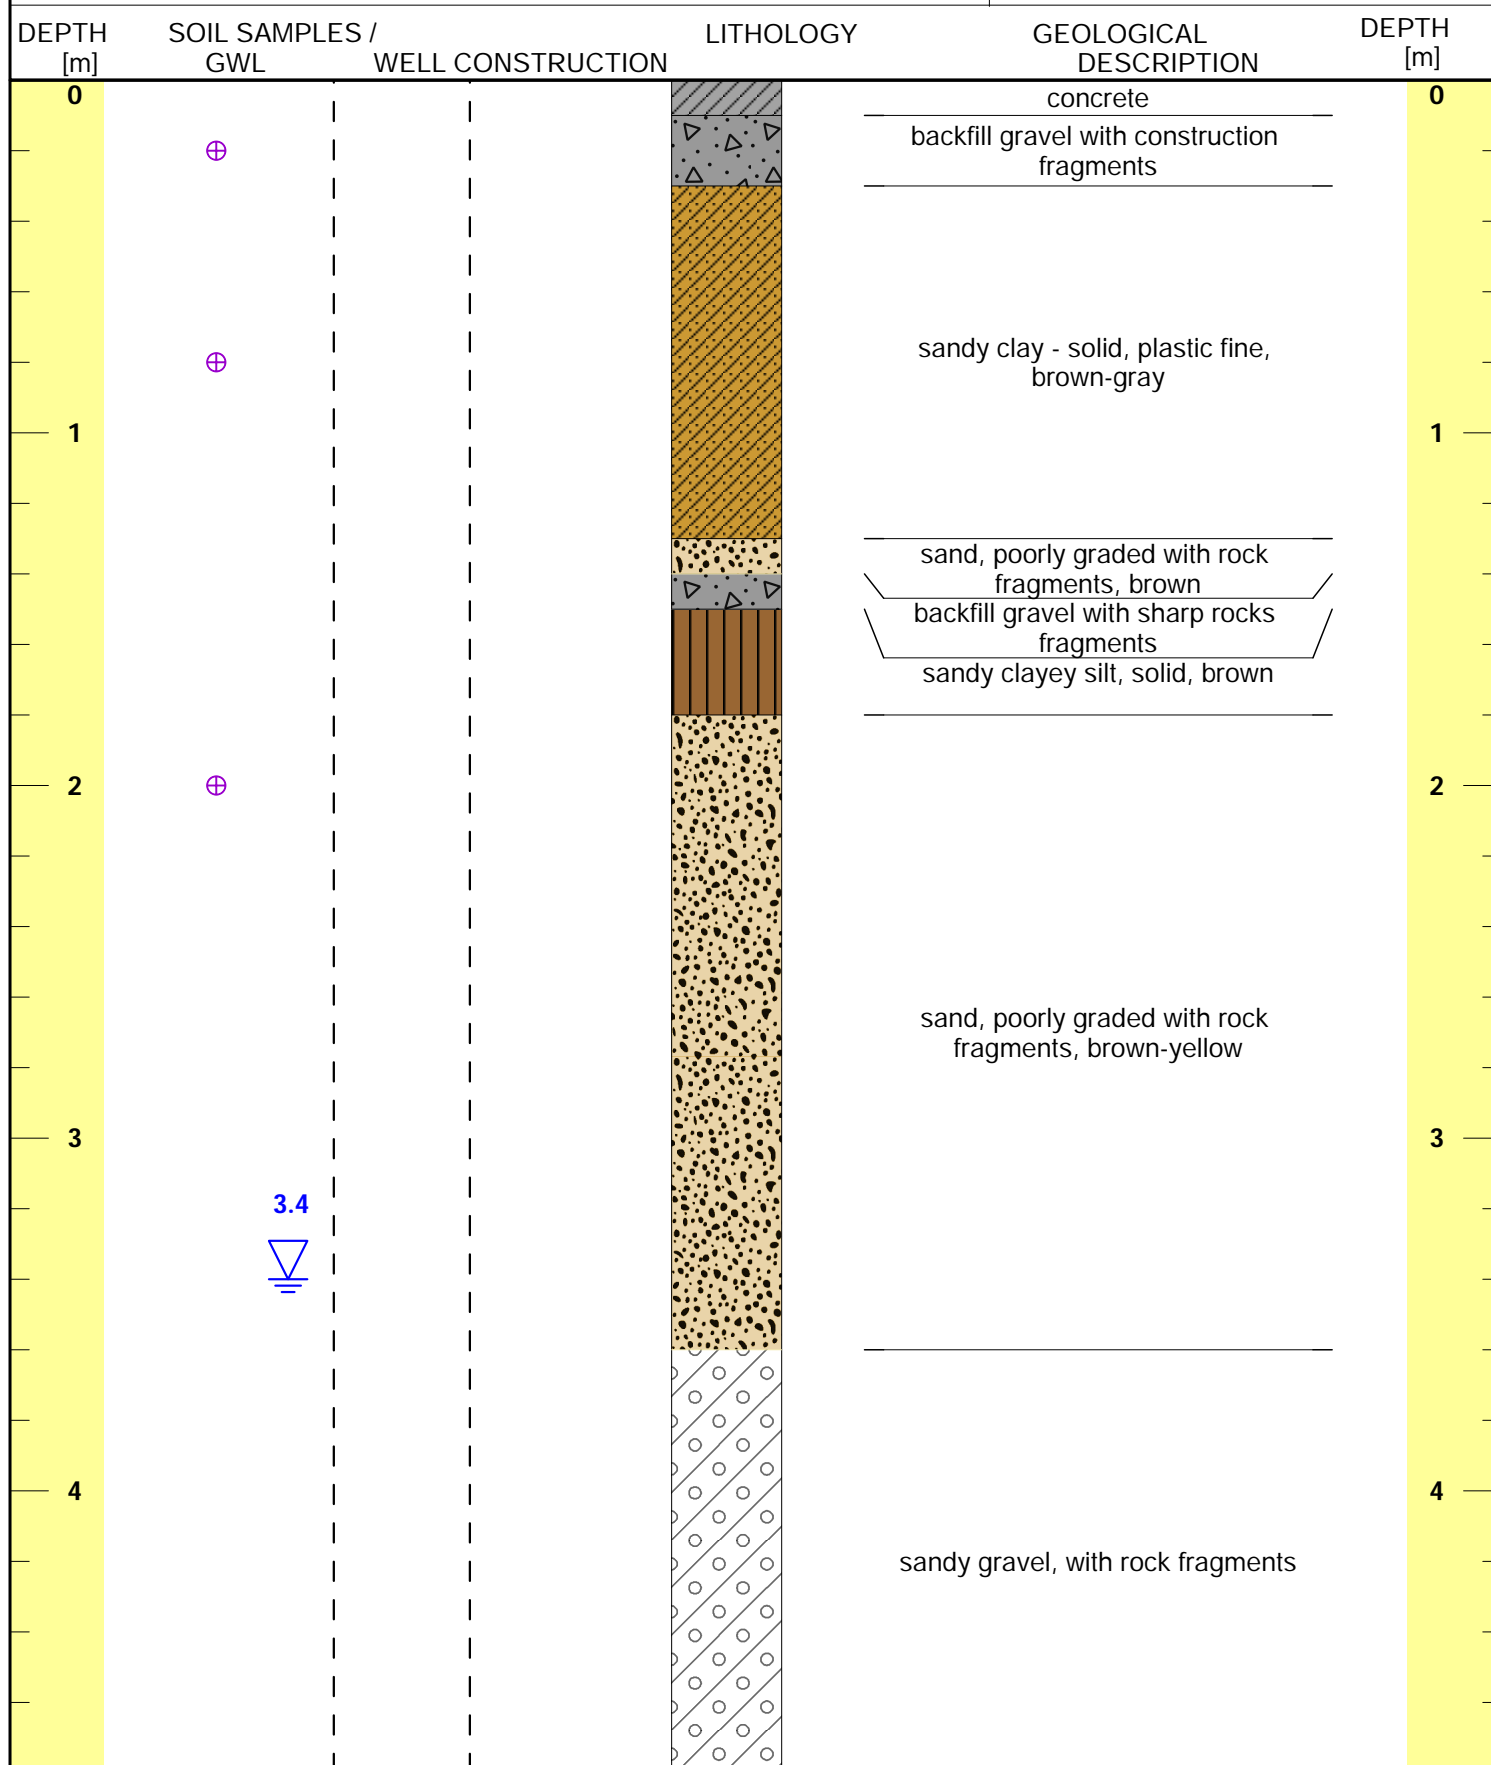 DEPTH
[m]
SOIL SAMPLES /
GWL
WELL CONSTRUCTION
LITHOLOGY
GEOLOGICAL
DESCRIPTION
DEPTH
[m]
0
concrete
0
backfill gravel with construction
fragments
sandy clay - solid, plastic fine,
brown-gray
1
1
sand, poorly graded with rock
fragments, brown
backfill gravel with sharp rocks
fragments
sandy clayey silt, solid, brown
2
2
sand, poorly graded with rock
fragments, brown-yellow
3
3
3.4
4
4
sandy gravel, with rock fragments